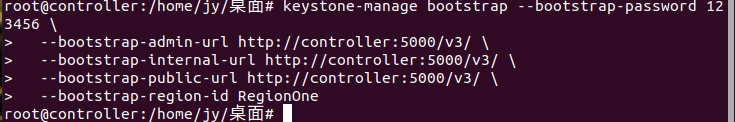 root@controller:/home/jy/桌面# keystone-manage bootstrap --bootstrap-password 12
3456 \
>   --bootstrap-admin-url http://controller:5000/v3/ \
>   --bootstrap-internal-url http://controller:5000/v3/ \
>   --bootstrap-public-url http://controller:5000/v3/ \
>   --bootstrap-region-id RegionOne
root@controller:/home/jy/桌面#